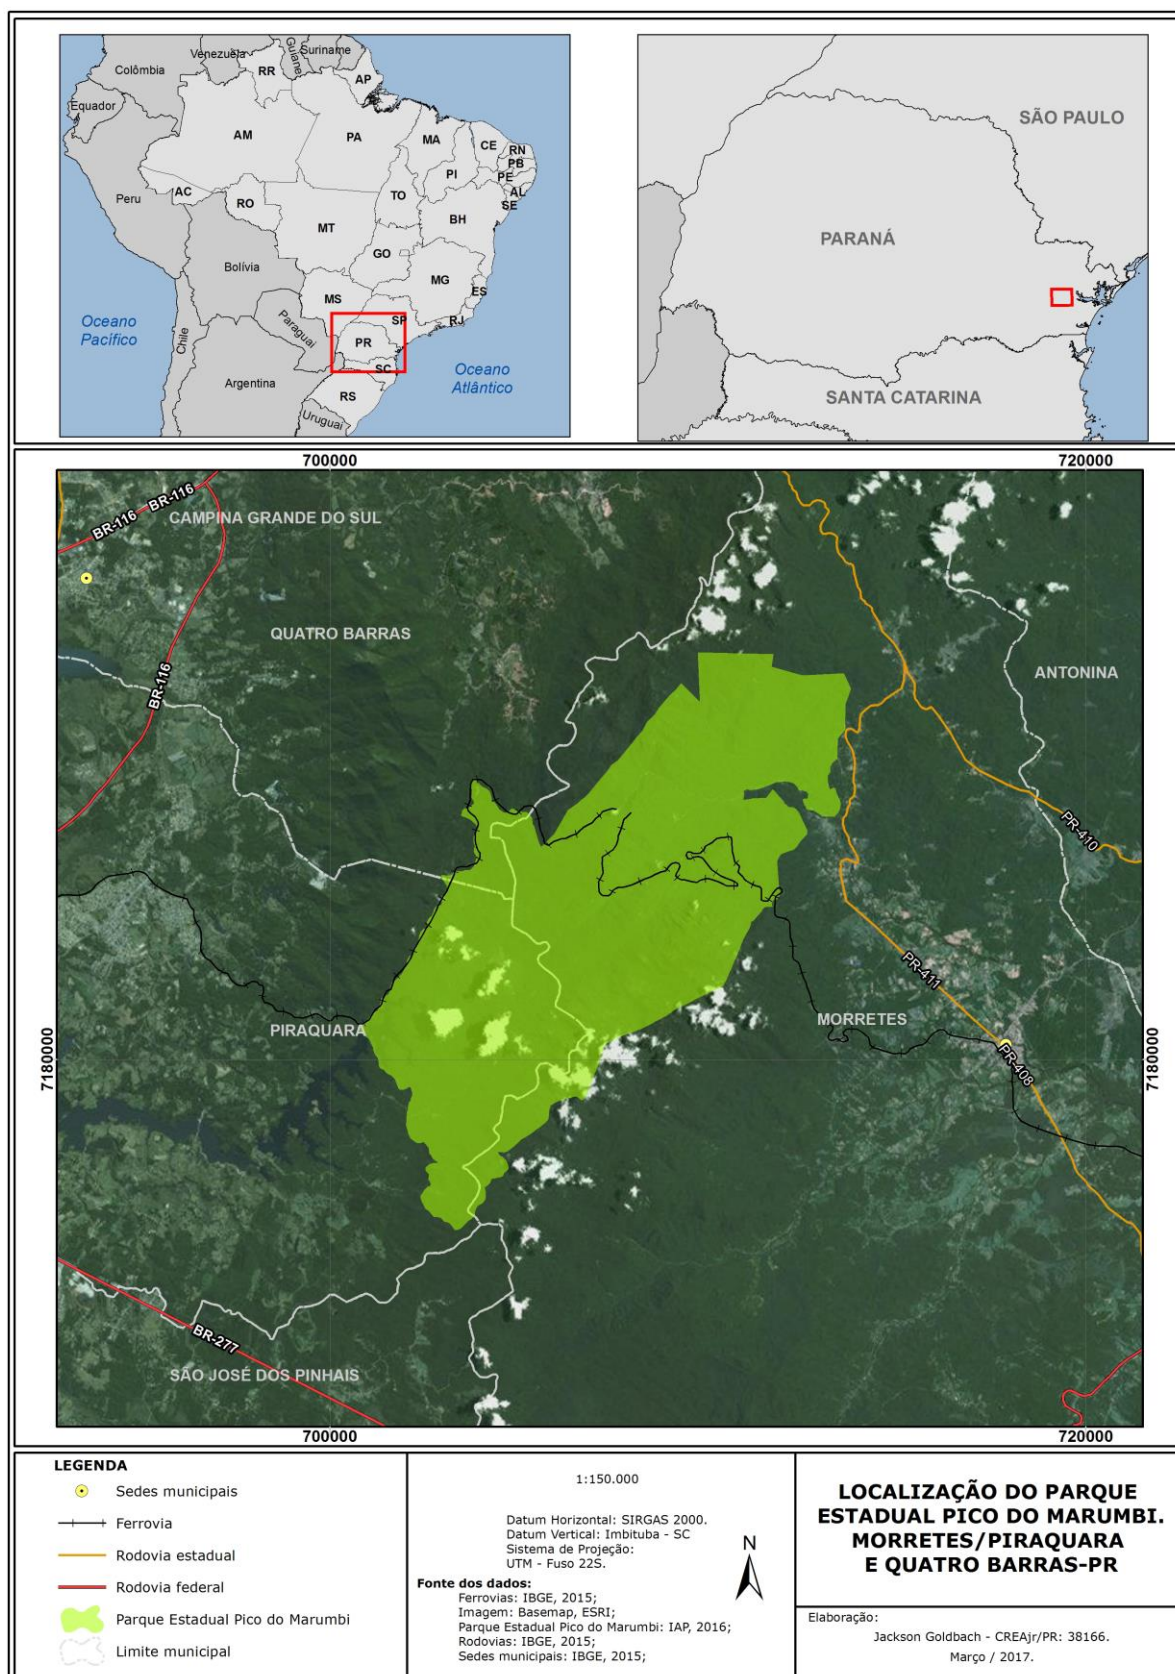 Venezuela
Guiane
Suriname
Colômbia
RR
AP
Equador
AM
PA
MA
CE
RN
PB
PE
PI
AL
SE
AC
RO
TO
Peru
MT
BH
Bolívia
GO
MG
ES
MS
SP
RJ
Paraguai
Oceano
Pacífico
Chile
PR
SC
Oceano
Atlântico
Argentina
RS
Uruguai
SÃO PAULO
PARANÁ
SANTA CATARINA
700000
720000
BR-116
BR-116
CAMPINA GRANDE DO SUL
QUATRO BARRAS
BR-116
ANTONINA
PR-410
PR-411
PIRAQUARA
MORRETES
7180000
7180000
PR-408
BR-277
SÃO JOSÉ DOS PINHAIS
700000
720000
LEGENDA
Sedes municipais
Ferrovia
Rodovia estadual
Rodovia federal
Parque Estadual Pico do Marumbi
Limite municipal
1:150.000
Datum Horizontal: SIRGAS 2000.
Datum Vertical: Imbituba - SC
Sistema de Projeção:
UTM - Fuso 22S.
N
Fonte dos dados:
Ferrovias: IBGE, 2015;
Imagem: Basemap, ESRI;
Parque Estadual Pico do Marumbi: IAP, 2016;
Rodovias: IBGE, 2015;
Sedes municipais: IBGE, 2015;
LOCALIZAÇÃO DO PARQUE
ESTADUAL PICO DO MARUMBI.
MORRETES/PIRAQUARA
E QUATRO BARRAS-PR
Elaboração:
Jackson Goldbach - CREAjr/PR: 38166.
Março / 2017.